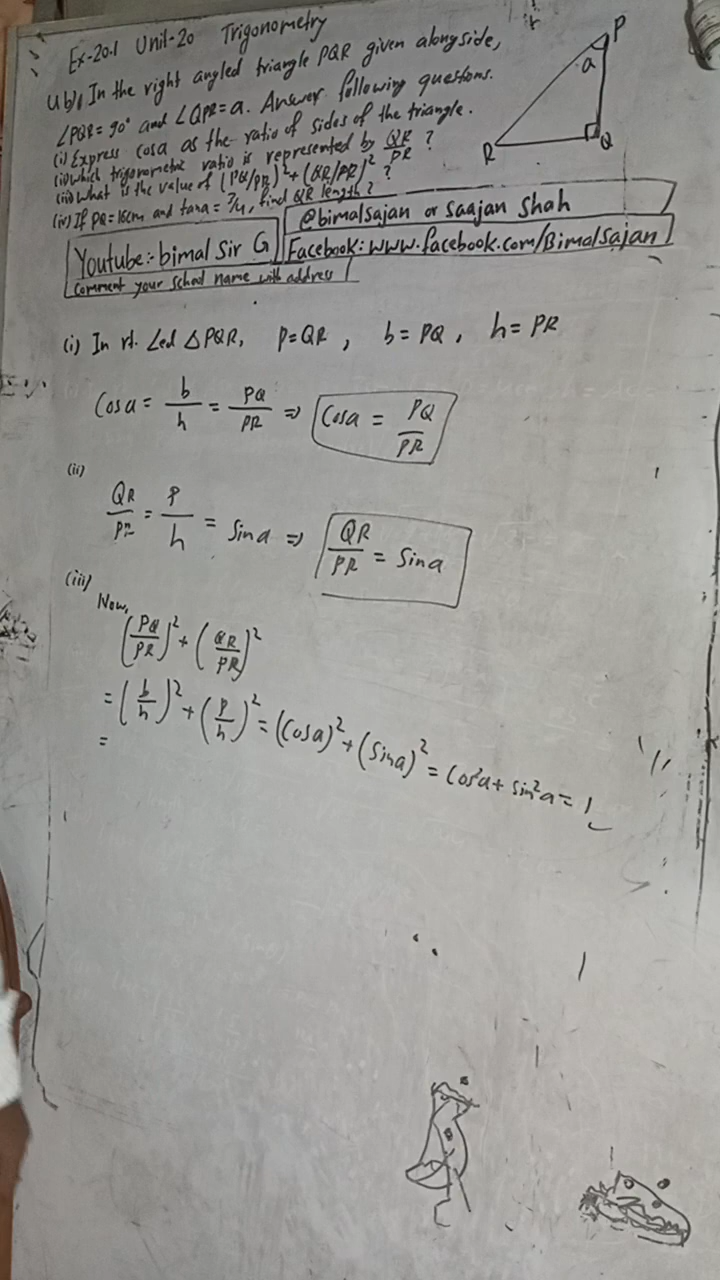 Ex-20.1 Unit-20 Trigonometry
4 b) In the right angled triangle PQR given alongside,
∠PQR = 90° and ∠QPR = a. Answer following questions.
(i) Express cosa as the ratio of sides of the triangle.
(ii) which trigonometric ratio is represented by QR/PR ?
(iii) What is the value of (PQ/PR)² + (QR/PR)² ?
(iv) If PQ = 16cm and tana = 3/4, find QR length?
P
a
R
Q
@bimalsajan or Saajan Shah
Youtube:- bimal Sir G
Facebook: www.facebook.com/BimalSajan
Comment your school name with address
(i) In rt. ∠ed △PQR, p = QR, b = PQ, h = PR
Cosa = b/h = PQ/PR ⇒ Cosa = PQ/PR
(ii)
QR/PR = P/h = Sina ⇒ QR/PR = Sina
(iii)
Now,
(PQ/PR)² + (QR/PR)²
= (b/h)² + (P/h)² = (Cosa)² + (Sina)² = Cos²a + Sin²a = 1
=